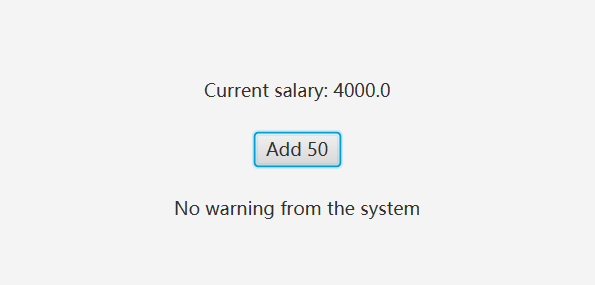 Current salary: 4000.0
Add 50
No warning from the system